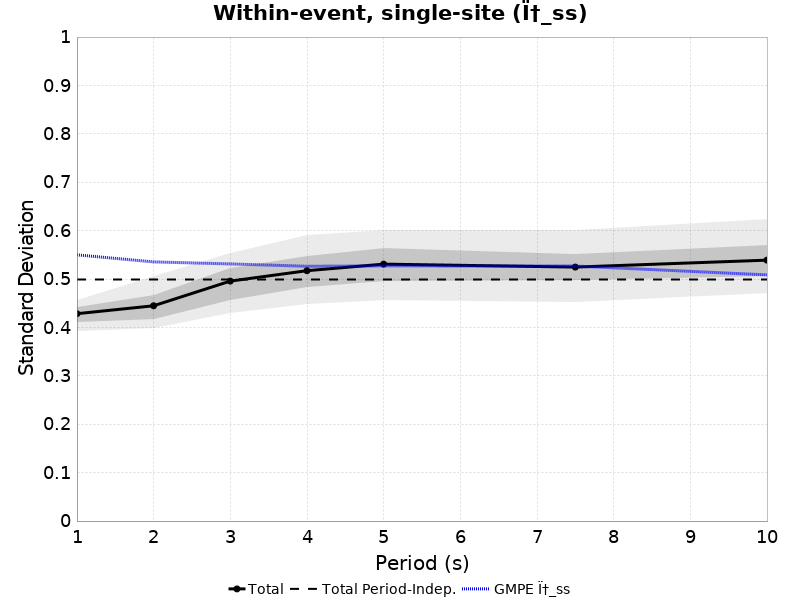 Within-event, single-site (Ï†_ss)
1
0.9
0.8
0.7
0.6
0.5
0.4
0.3
0.2
0.1
0
Standard Deviation
1 2 3 4 5 6 7 8 9 10
Period (s)
Total Total Period-Indep. GMPE Ï†_ss